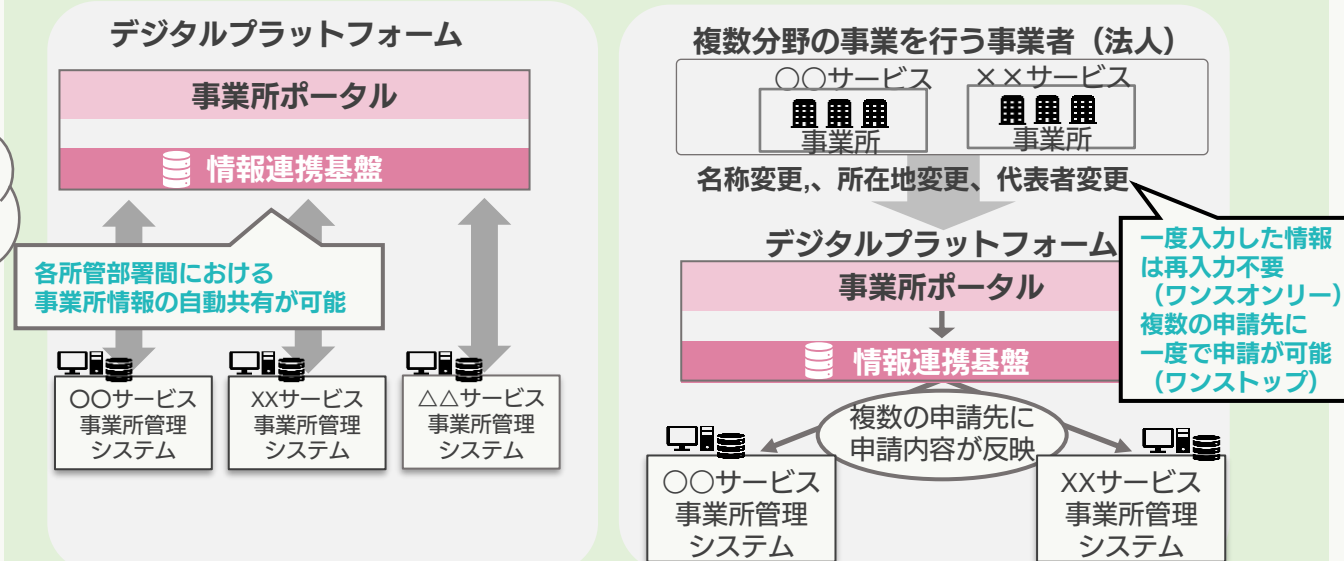 デジタルプラットフォーム
事業所ポータル
情報連携基盤
各所管部署間における
事業所情報の自動共有が可能
〇〇サービス
事業所管理
システム
XXサービス
事業所管理
システム
△△サービス
事業所管理
システム
複数分野の事業を行う事業者（法人）
〇〇サービス
事業所
××サービス
事業所
名称変更,、所在地変更、代表者変更
一度入力した情報
は再入力不要
（ワンスオンリー）
複数の申請先に
一度で申請が可能
（ワンストップ）
デジタルプラットフォーム
事業所ポータル
情報連携基盤
複数の申請先に
申請内容が反映
〇〇サービス
事業所管理
システム
XXサービス
事業所管理
システム